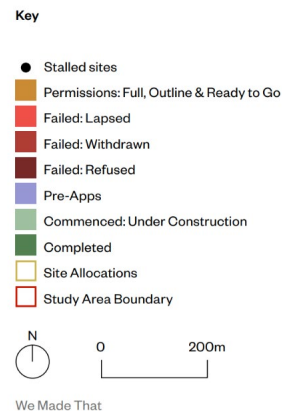 Key
Stalled sites
Permissions: Full, Outline & Ready to Go
Failed: Lapsed
Failed: Withdrawn
Failed: Refused
Pre-Apps
Commenced: Under Construction
Completed
Site Allocations
Study Area Boundary
N
0 200m
We Made That